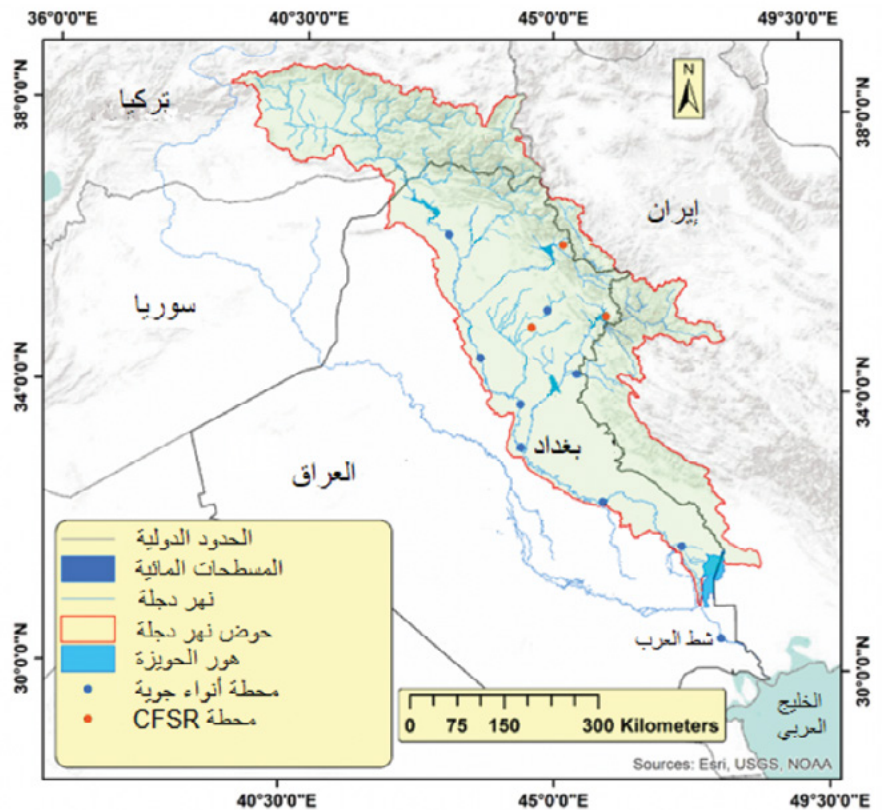 36°0'0"E 40°30'0"E 45°0'0"E 49°30'0"E
38°0'0"N
38°0'0"N
34°0'0"N
34°0'0"N
30°0'0"N
30°0'0"N
N
تركيا
إيران
سوريا
بغداد
العراق
شط العرب
الخليج
العربي
الحدود الدولية
المسطحات المائية
نهر دجلة
حوض نهر دجلة
هور الحويزة
محطة أنواء جوية
محطة CFSR
0 75 150 300 Kilometers
Sources: Esri, USGS, NOAA
40°30'0"E 45°0'0"E 49°30'0"E